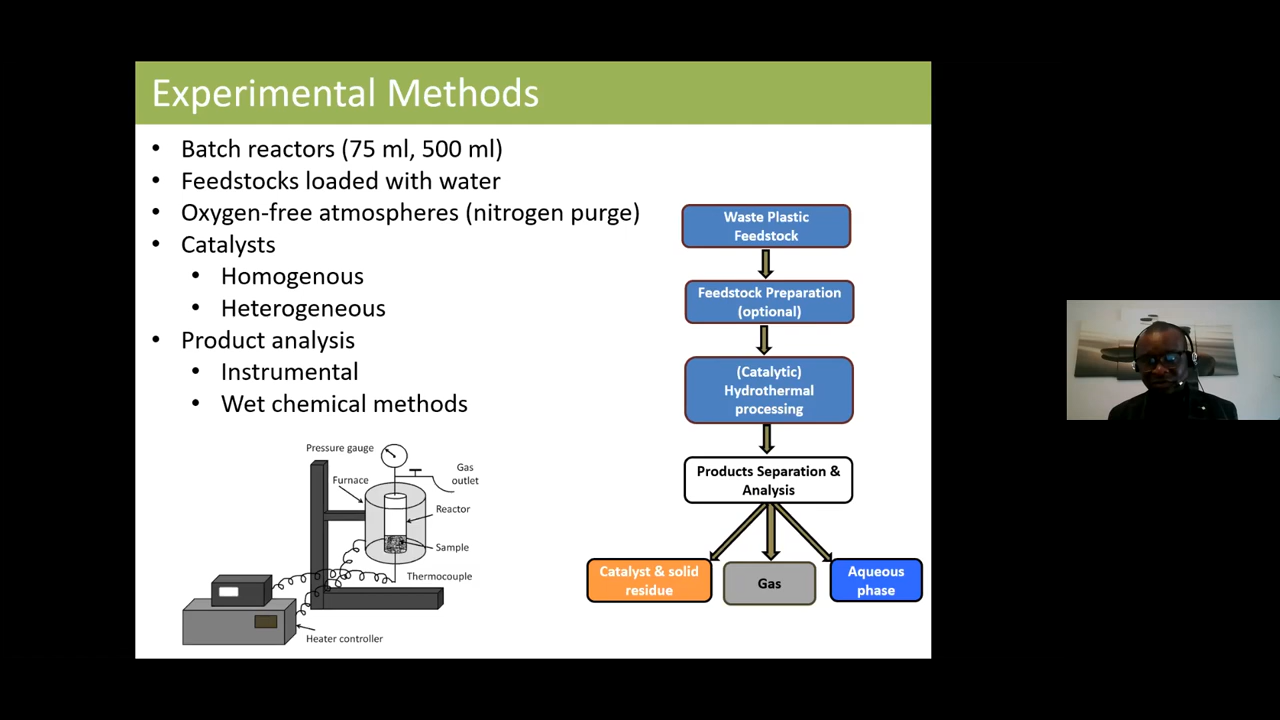 Experimental Methods
• Batch reactors (75 ml, 500 ml)
• Feedstocks loaded with water
• Oxygen-free atmospheres (nitrogen purge)
• Catalysts
• Homogenous
• Heterogeneous
• Product analysis
• Instrumental
• Wet chemical methods
Pressure gauge
Gas
outlet
Furnace
Reactor
Sample
Thermocouple
Heater controller
Waste Plastic
Feedstock
Feedstock Preparation
(optional)
(Catalytic)
Hydrothermal
processing
Products Separation &
Analysis
Catalyst & solid
residue
Gas
Aqueous
phase